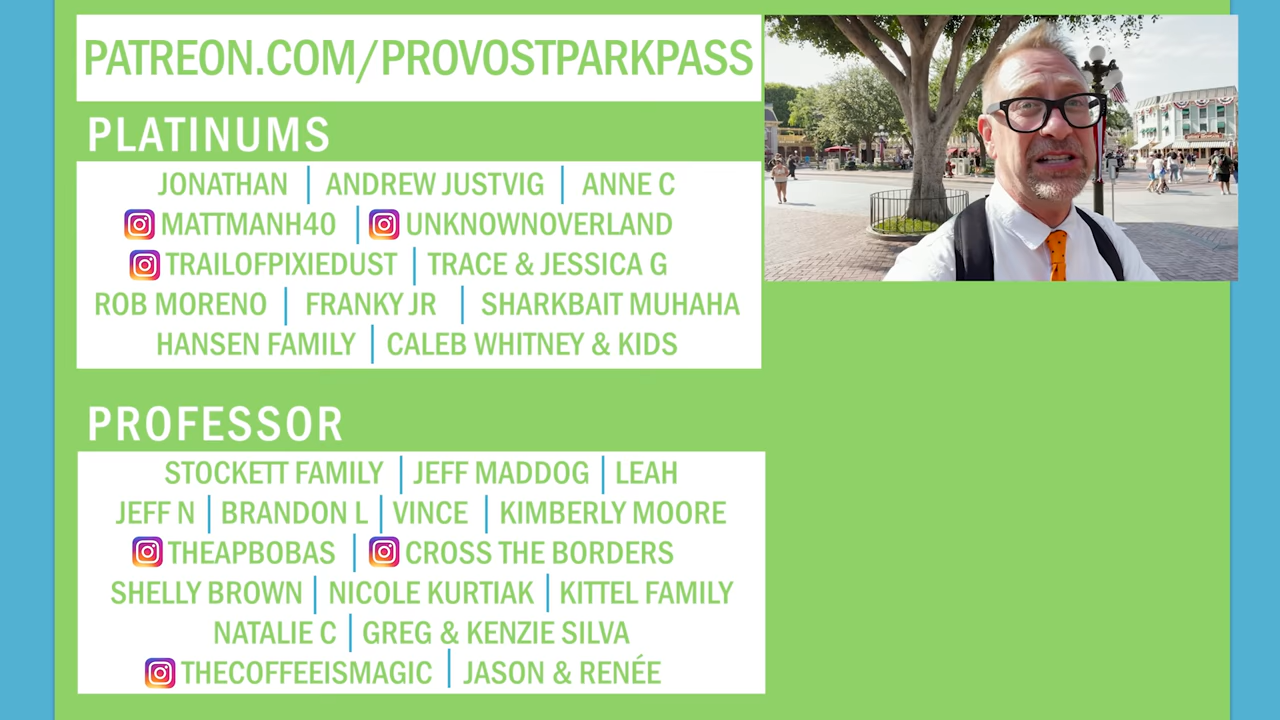 PATREON.COM/PROVOSTPARKPASS
PLATINUMS
JONATHAN | ANDREW JUSTVIG | ANNE C
MATTMANH40 | UNKNOWNOVERLAND
TRAILOFPIXIEDUST | TRACE & JESSICA G
ROB MORENO | FRANKY JR | SHARKBAIT MUHAHA
HANSEN FAMILY | CALEB WHITNEY & KIDS
PROFESSOR
STOCKETT FAMILY | JEFF MADDOG | LEAH
JEFF N | BRANDON L | VINCE | KIMBERLY MOORE
THEAPBOBAS | CROSS THE BORDERS
SHELLY BROWN | NICOLE KURTIAK | KITTEL FAMILY
NATALIE C | GREG & KENZIE SILVA
THECOFFEEISMAGIC | JASON & RENÉE